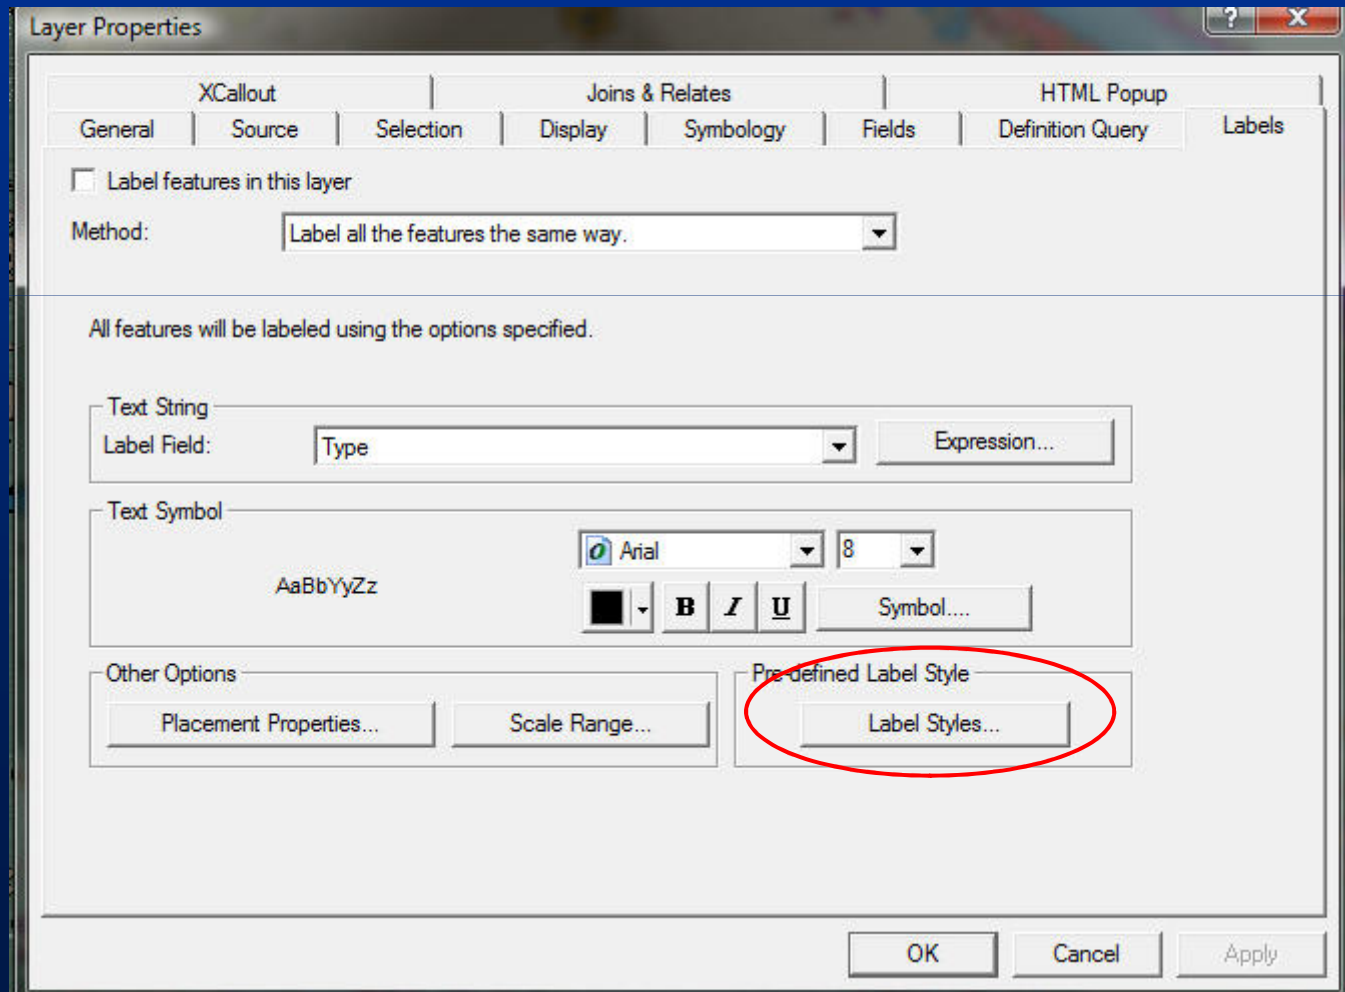 Layer Properties
? X
XCallout Joins & Relates HTML Popup
General Source Selection Display Symbology Fields Definition Query Labels
Label features in this layer
Method: Label all the features the same way.
All features will be labeled using the options specified.
Text String
Label Field: Type Expression...
Text Symbol
O Arial 8
AaBbYyZz
B I U Symbol....
Other Options Pre-defined Label Style
Placement Properties... Scale Range... Label Styles...
OK Cancel Apply